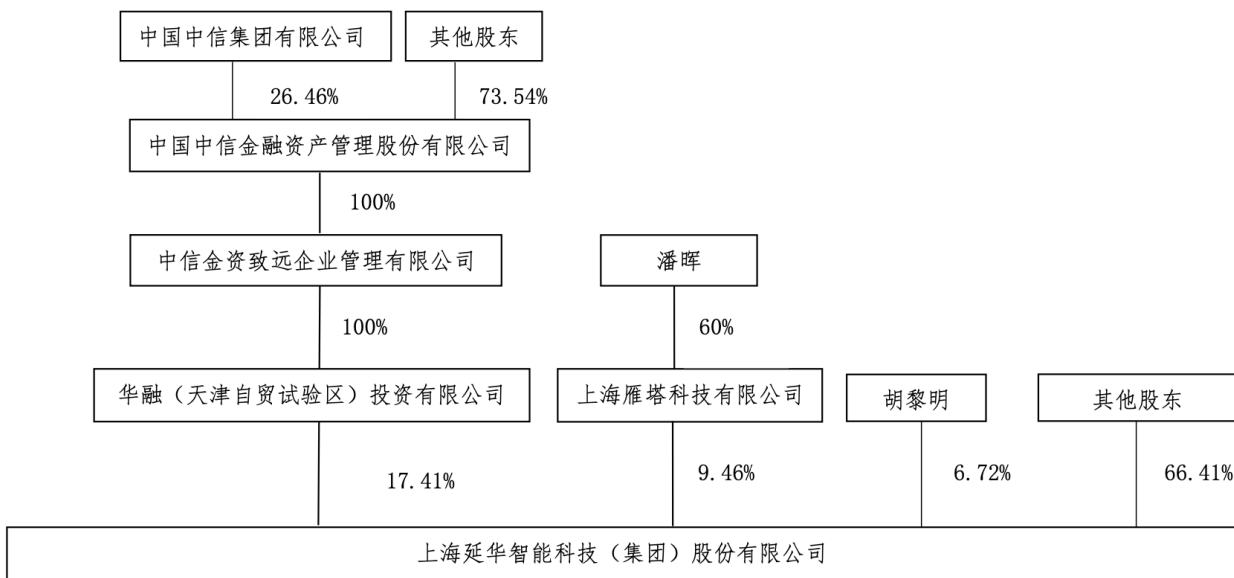 中国中信集团有限公司
其他股东
26.46%
73.54%
中国中信金融资产管理股份有限公司
100%
中信金资致远企业管理有限公司
潘晖
100%
60%
华融（天津自贸试验区）投资有限公司
上海雁塔科技有限公司
胡黎明
其他股东
17.41%
9.46%
6.72%
66.41%
上海延华智能科技（集团）股份有限公司